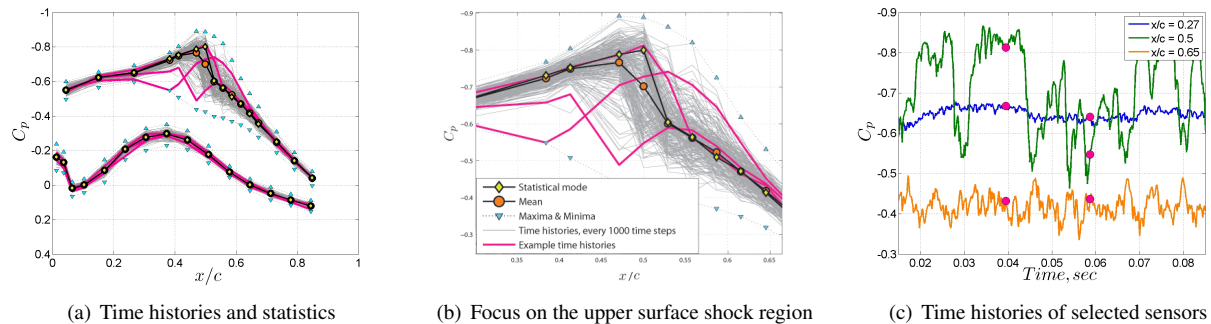 -1
-0.8
-0.6
-0.4
-0.2
0
0.2
0.4
C_p
0
0.2
0.4
0.6
0.8
1
x/c
(a) Time histories and statistics
-0.9
-0.8
-0.7
-0.6
-0.5
-0.4
-0.3
C_p
Statistical mode
Mean
Maxima & Minima
Time histories, every 1000 time steps
Example time histories
0.35
0.4
0.45
0.5
0.55
0.6
0.65
x/c
(b) Focus on the upper surface shock region
-0.9
-0.8
-0.7
-0.6
-0.5
-0.4
-0.3
C_p
x/c = 0.27
x/c = 0.5
x/c = 0.65
0.02
0.03
0.04
0.05
0.06
0.07
0.08
Time, sec
(c) Time histories of selected sensors